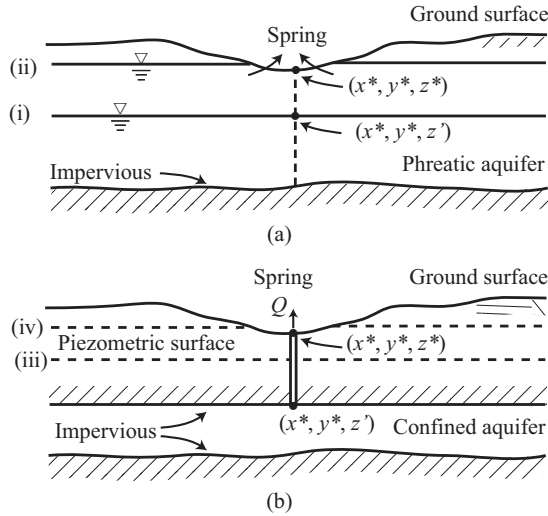 Ground surface
Spring
(ii)
(x*, y*, z*)
(i)
(x*, y*, z’)
Impervious
Phreatic aquifer
(a)
Spring
Ground surface
Q
(iv)
Piezometric surface
(x*, y*, z*)
(iii)
(x*, y*, z’)
Confined aquifer
Impervious
(b)